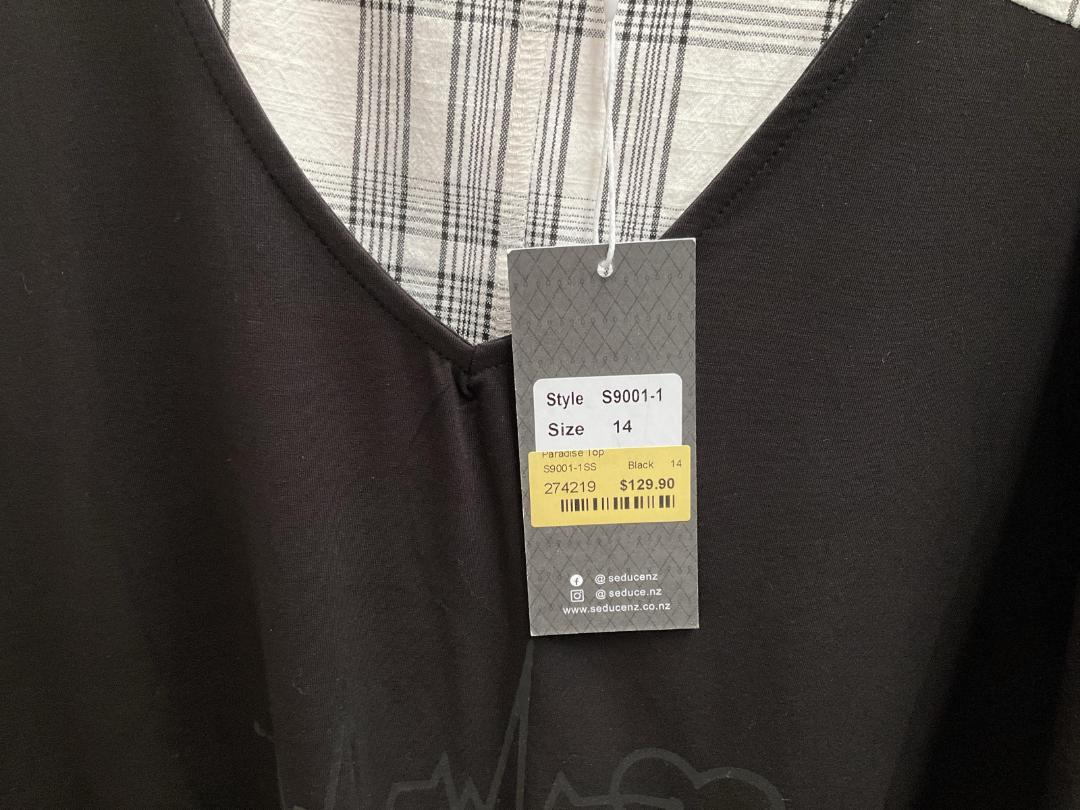 Style S9001-1
Size 14
Paradise Top
S9001-1SS Black 14
274219 $129.90
@seducenz
@seduce.nz
www.seducenz.co.nz